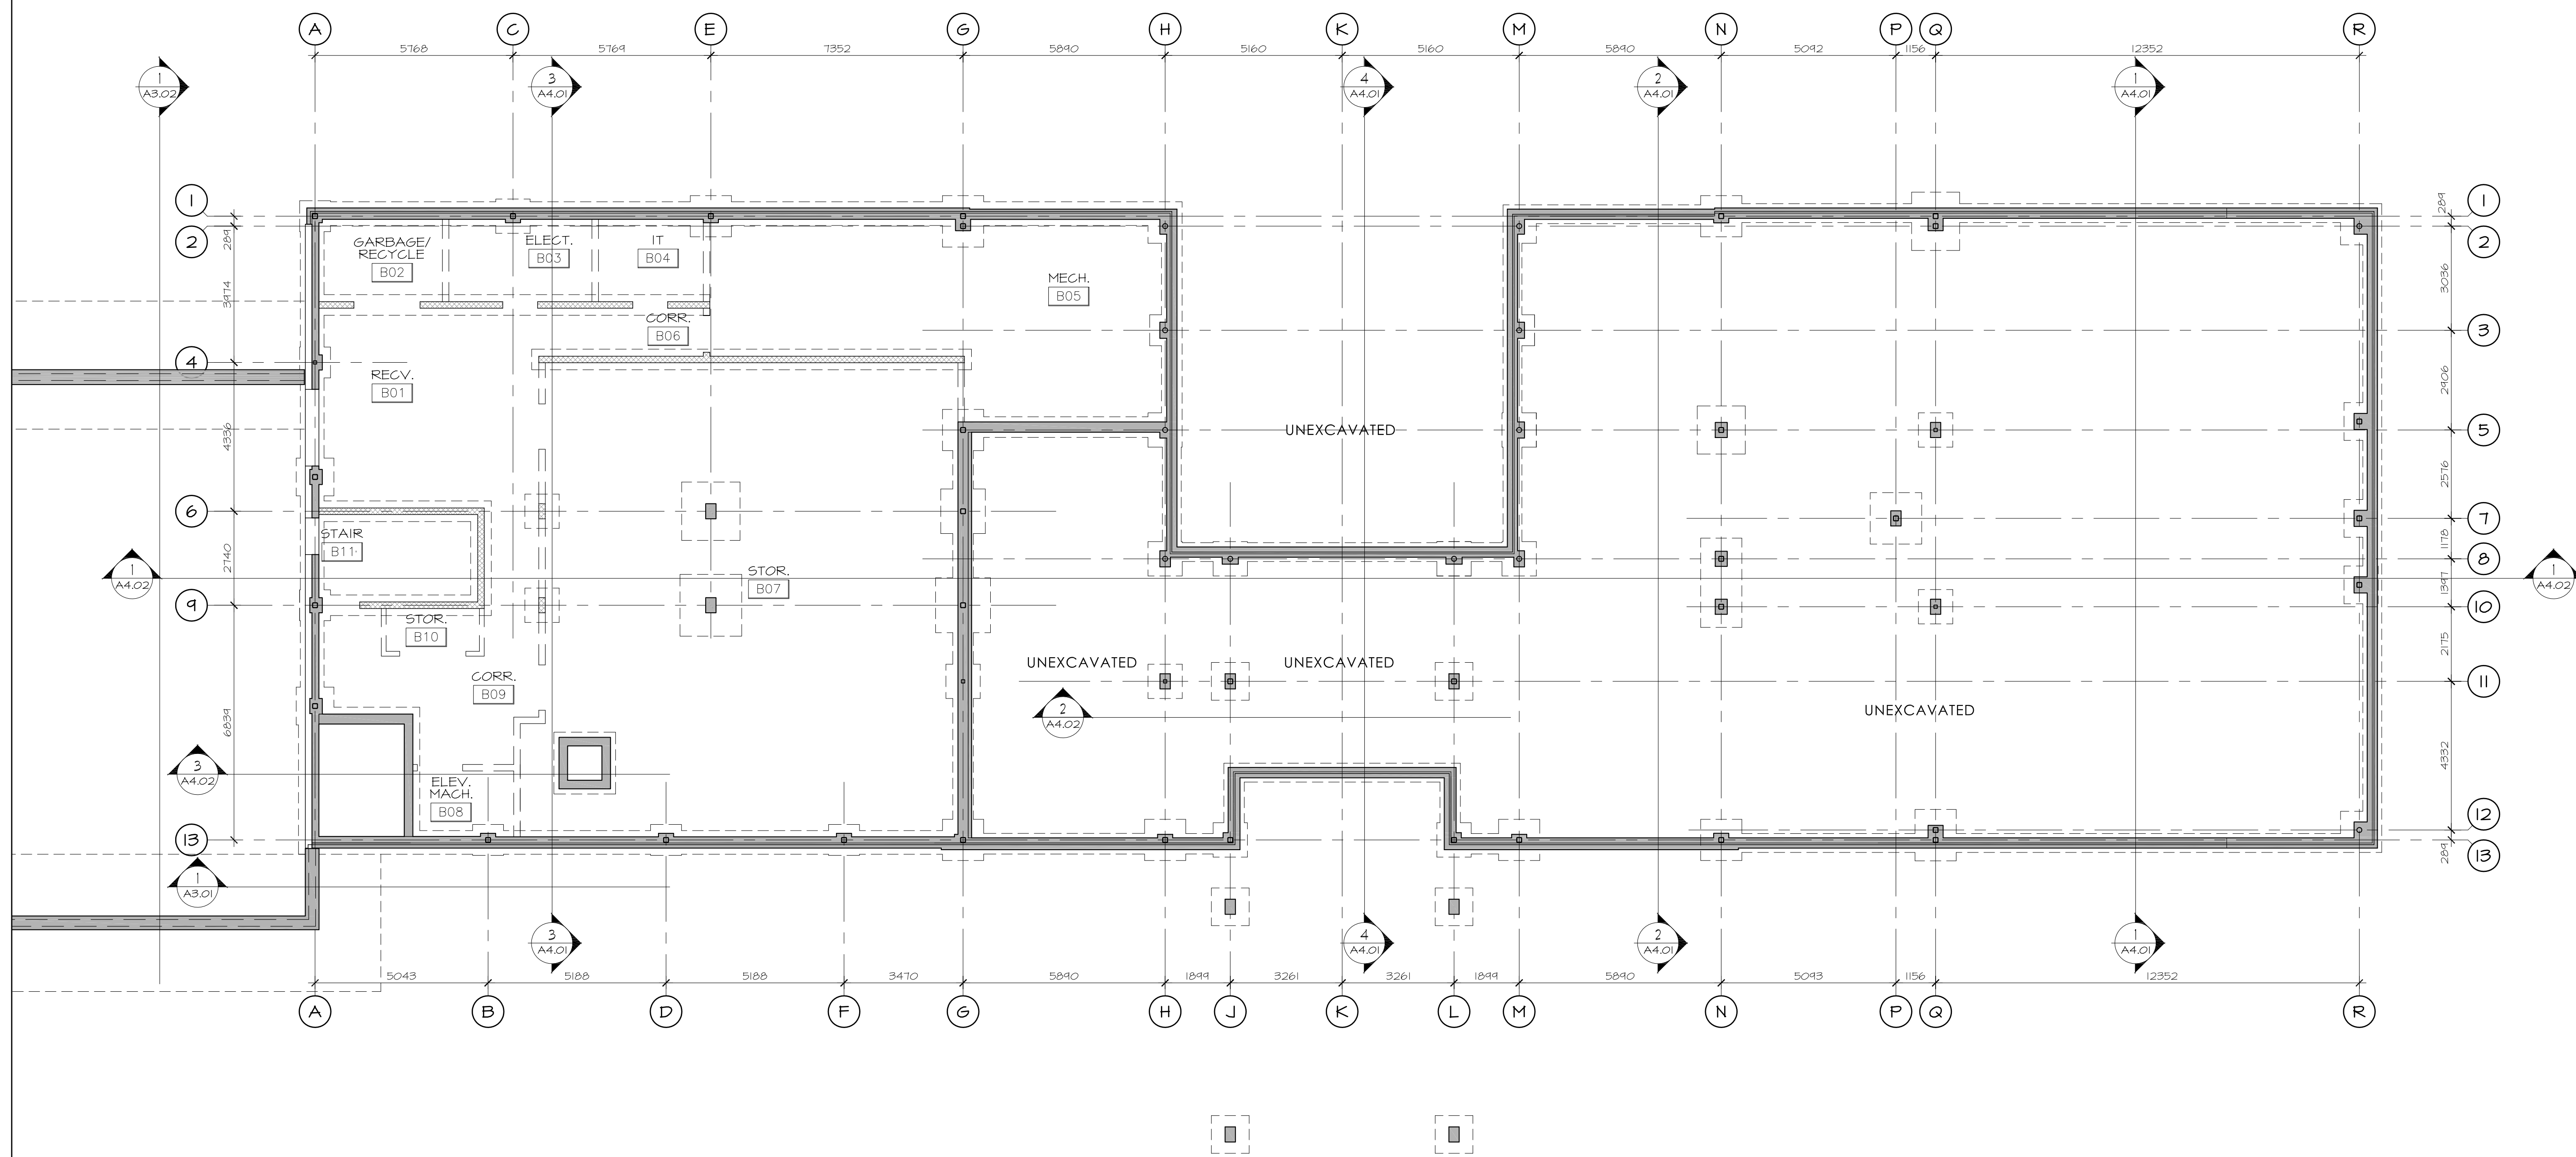 A C E G H K M N P Q R
5768 5769 7352 5890 5160 5160 5890 5092 1156 12352
1 A3.02
3 A4.01
4 A4.01
2 A4.01
1 A4.01
1
2
4
6
9
13
289
3974
4336
2740
6839
GARBAGE/
RECYCLE
B02
ELECT.
B03
IT
B04
MECH.
B05
CORR.
B06
RECV.
B01
STAIR
B11
STOR.
B07
STOR.
B10
CORR.
B09
ELEV.
MACH.
B08
UNEXCAVATED
UNEXCAVATED
UNEXCAVATED
UNEXCAVATED
1 A4.02
2 A4.02
3 A4.02
1 A3.01
1 A4.02
1
2
3
5
7
8
10
11
12
13
289
3036
2906
2576
1178
1397
2175
4332
289
3 A4.01
4 A4.01
2 A4.01
1 A4.01
5043 5188 5188 3470 5890 1899 3261 3261 1899 5890 5093 1156 12352
A B D F G H J K L M N P Q R